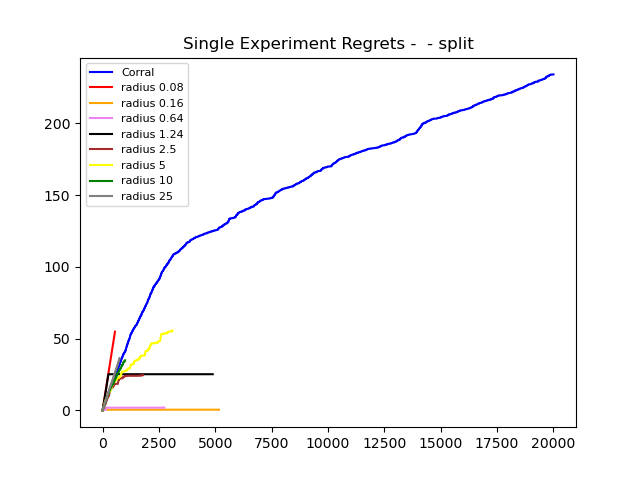 Single Experiment Regrets -  - split
Corral
radius 0.08
radius 0.16
radius 0.64
radius 1.24
radius 2.5
radius 5
radius 10
radius 25
200
150
100
50
0
0 2500 5000 7500 10000 12500 15000 17500 20000